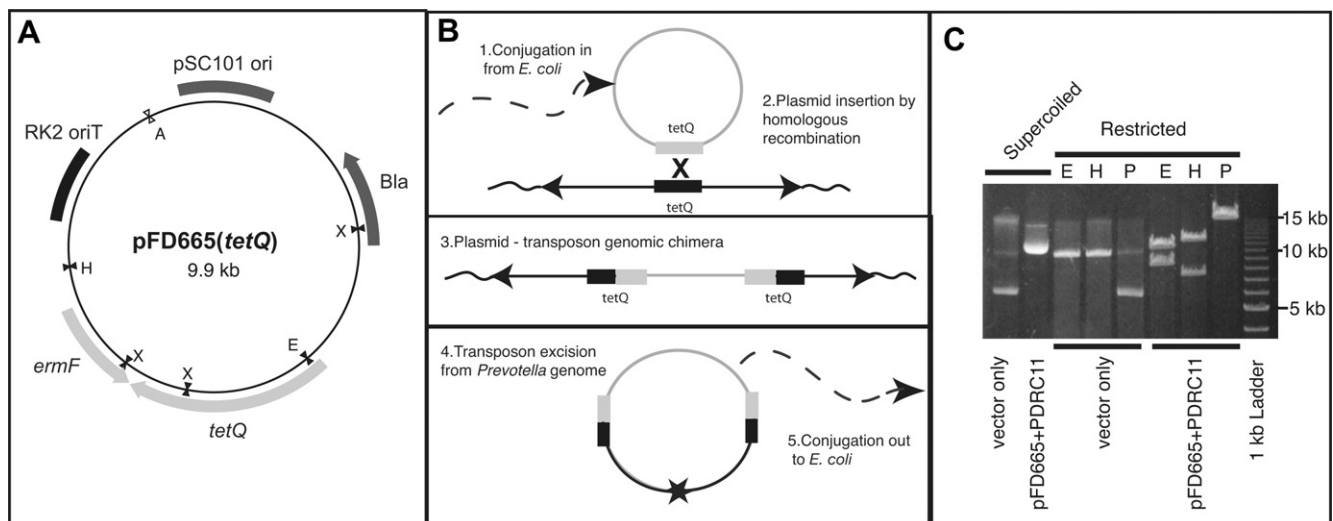 A
pSC101 ori
A
RK2 oriT
Bla
X
pFD665(tetQ)
9.9 kb
H
ermF
X
X
E
tetQ
B
1.Conjugation in
from E. coli
2.Plasmid insertion by
homologous
recombination
tetQ
X
tetQ
3.Plasmid - transposon genomic chimera
tetQ
tetQ
4.Transposon excision
from Prevotella genome
5.Conjugation out
to E. coli
C
Supercoiled
Restricted
E H P E H P
15 kb
10 kb
5 kb
vector only
pFD665+PDRC11
vector only
pFD665+PDRC11
1 kb Ladder